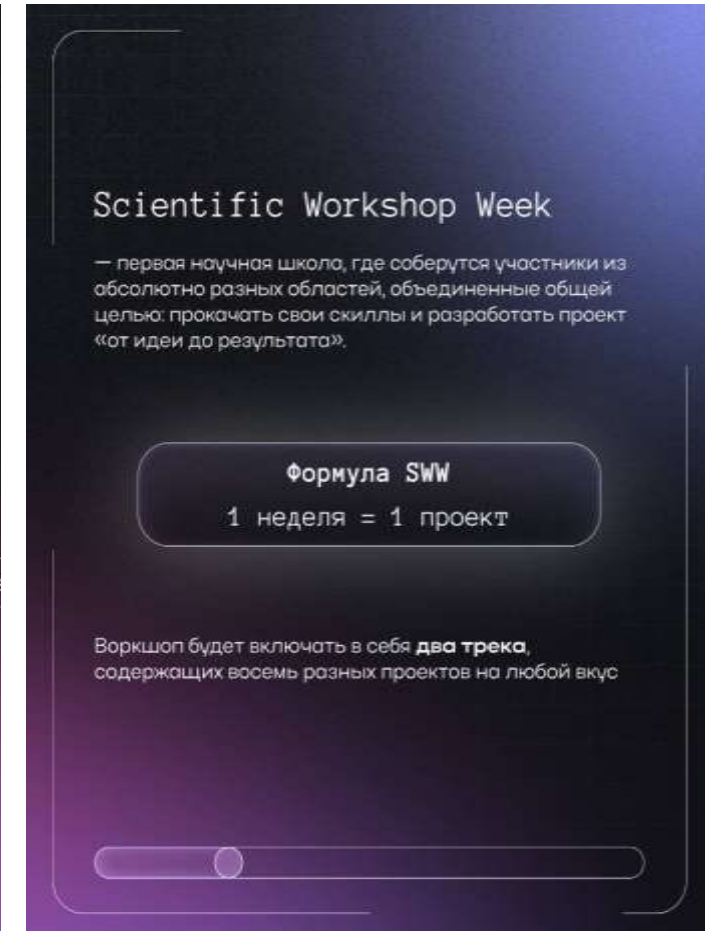 Scientific Workshop Week
— первая научная школа, где соберутся участники из
абсолютно разных областей, объединенные общей
целью: прокачать свои скиллы и разработать проект
«от идеи до результата».
Формула SWW
1 неделя = 1 проект
Воркшоп будет включать в себя два трека,
содержащих восемь разных проектов на любой вкус